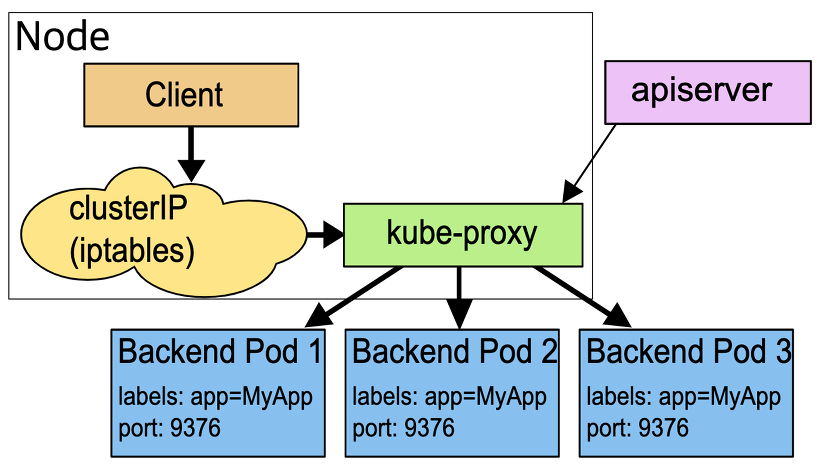 Node
Client
apiserver
clusterIP
(iptables)
kube-proxy
Backend Pod 1
labels: app=MyApp
port: 9376
Backend Pod 2
labels: app=MyApp
port: 9376
Backend Pod 3
labels: app=MyApp
port: 9376